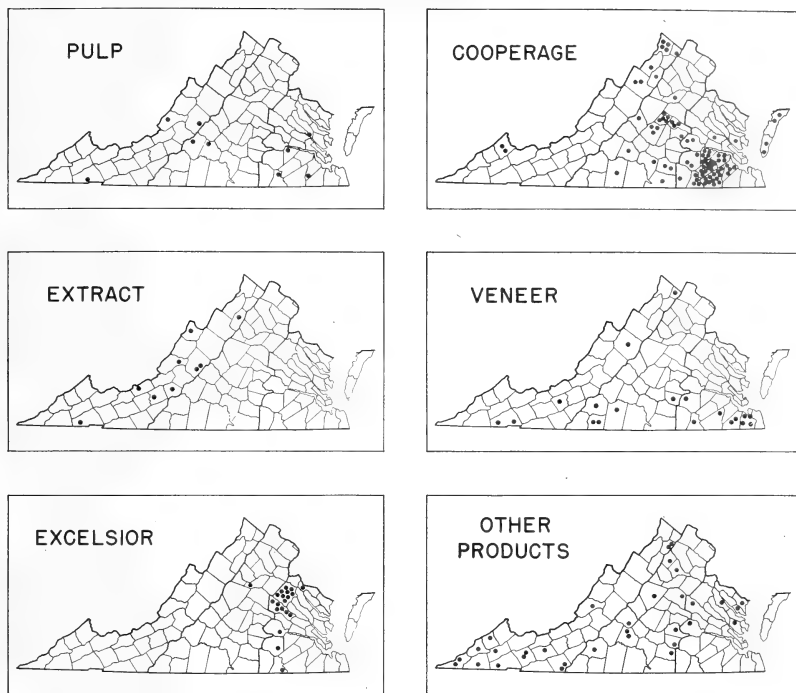 PULP
COOPERAGE
EXTRACT
VENEER
EXCELSIOR
OTHER
PRODUCTS